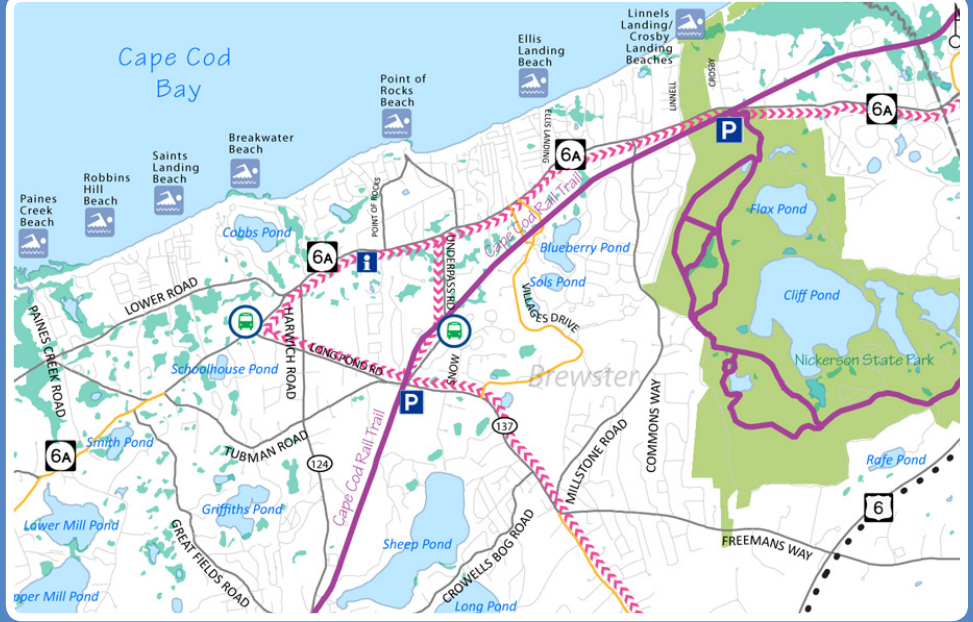 Cape Cod
Bay
Linnels
Landing/
Crosby
Landing
Beaches
Ellis
Landing
Beach
Point of
Rocks
Beach
Breakwater
Beach
Saints
Landing
Beach
Robbins
Hill
Beach
Paines
Creek
Beach
LINNELL
CROSBY
6A
P
ELLIS LANDING
6A
POINT OF ROCKS
Flax Pond
Cobbs Pond
6A
i
UNDERPASS RD
Cape Cod Rail Trail
Blueberry Pond
Sols Pond
VILLAGES DRIVE
Cliff Pond
LOWER ROAD
PAINES CREEK ROAD
HARWICH ROAD
LONG POND RD
SNOW
Schoolhouse Pond
Nickerson State Park
Brewster
P
137
COMMONS WAY
MILLSTONE ROAD
TUBMAN ROAD
Smith Pond
6A
124
Cape Cod Rail Trail
Rafe Pond
6
Griffiths Pond
Lower Mill Pond
GREAT FIELDS ROAD
Sheep Pond
CROWELLS BOG ROAD
FREEMANS WAY
pper Mill Pond
Long Pond